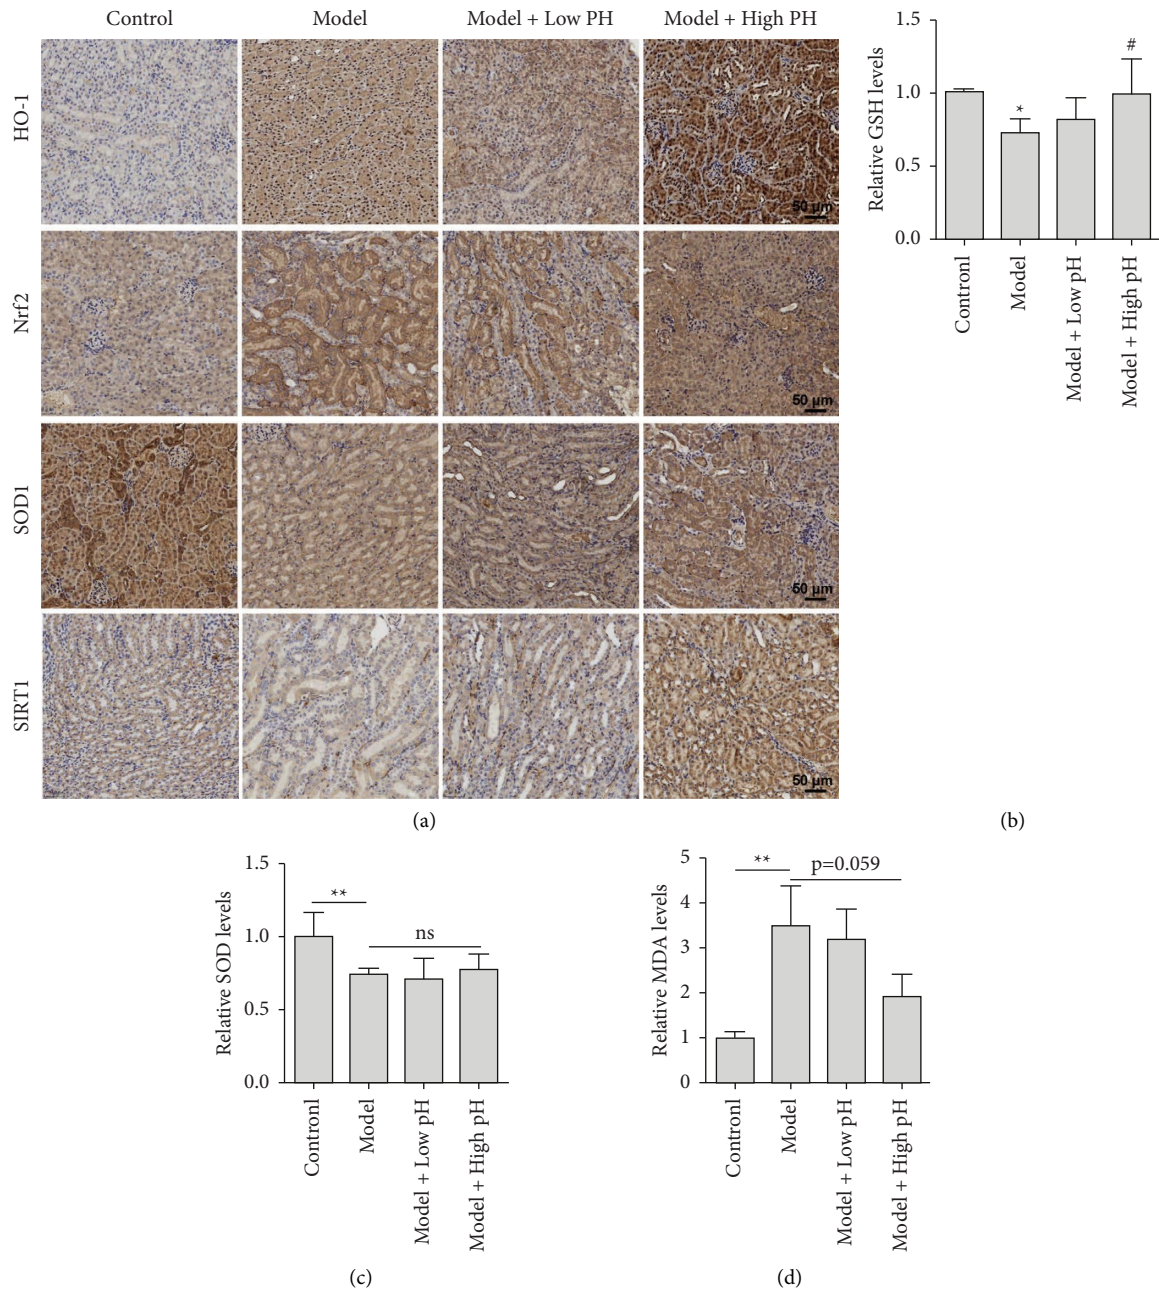 Control
Model
Model + Low PH
Model + High PH
HO-1
50 µm
Nrf2
50 µm
SOD1
50 µm
SIRT1
50 µm
(a)
1.5
1.0
0.5
0.0
Relative GSH levels
*
#
Contronl
Model
Model + Low pH
Model + High pH
(b)
1.5
1.0
0.5
0.0
Relative SOD levels
**
ns
Contronl
Model
Model + Low pH
Model + High pH
(c)
5
4
3
2
1
0
Relative MDA levels
**
p=0.059
Contronl
Model
Model + Low pH
Model + High pH
(d)